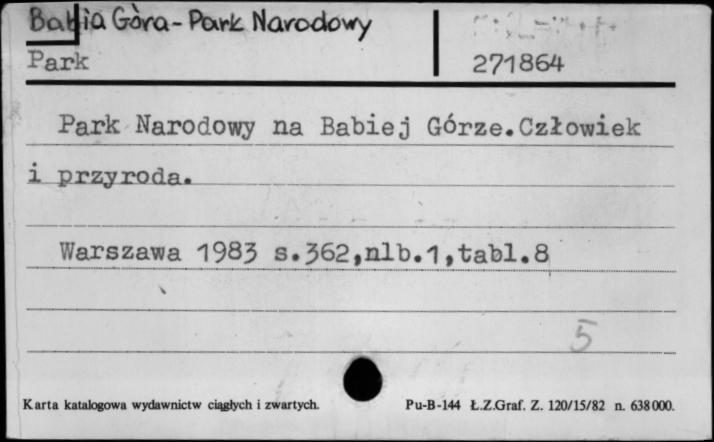 Babia Góra - Park Narodowy
Park
271864
Park Narodowy na Babiej Górze.Człowiek
i przyroda.
Warszawa 1983 s.362,nlb.1,tabl.8
5
Karta katalogowa wydawnictw ciągłych i zwartych.
Pu-B-144 Ł.Z.Graf. Z. 120/15/82 n. 638000.